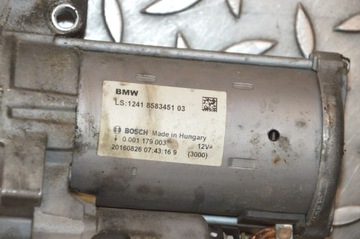 BMW
LS:1241 8583451 03
BOSCH Made in Hungary
0 001 179 003 12V
20160826 07:43:16 9 (3000)